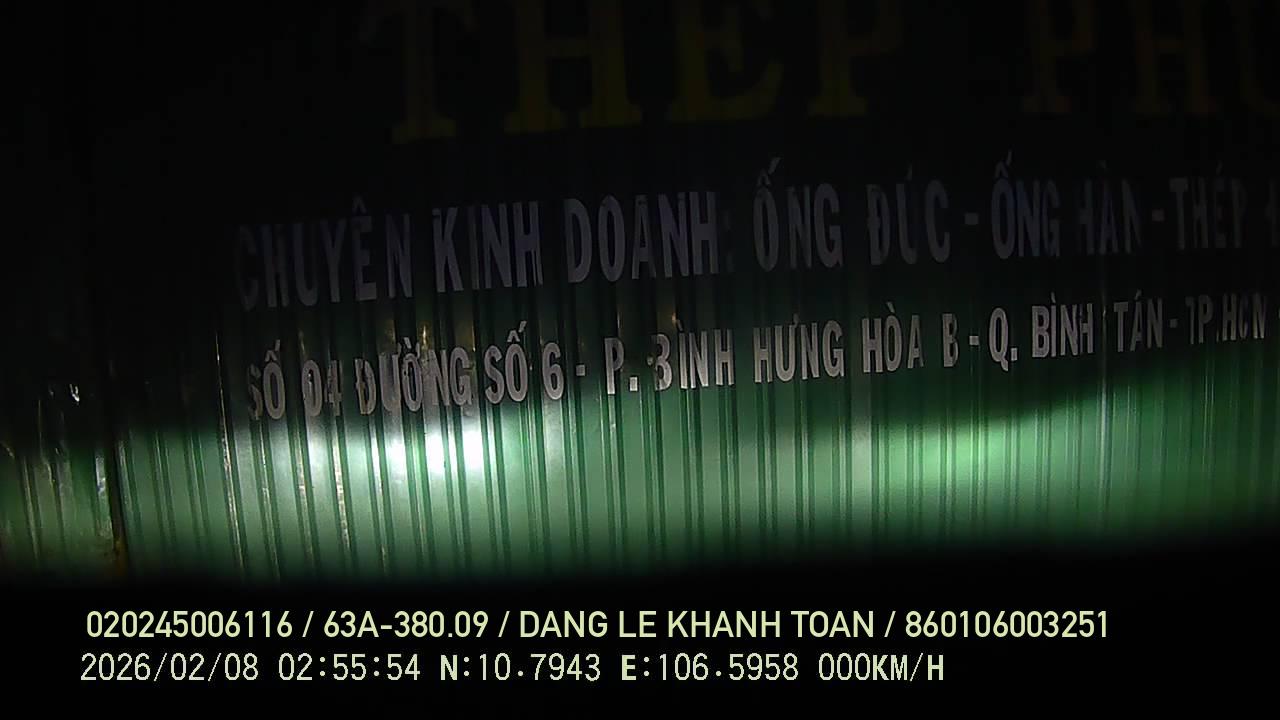 THÉP
CHUYÊN KINH DOANH: ỐNG ĐÚC - ỐNG HÀN - THÉP
SỐ 04 ĐƯỜNG SỐ 6 - P. BÌNH HƯNG HÒA B - Q. BÌNH TÂN - TP.HCM
020245006116 / 63A-380.09 / DANG LE KHANH TOAN / 860106003251
2026/02/08 02:55:54 N:10.7943 E:106.5958 000KM/H